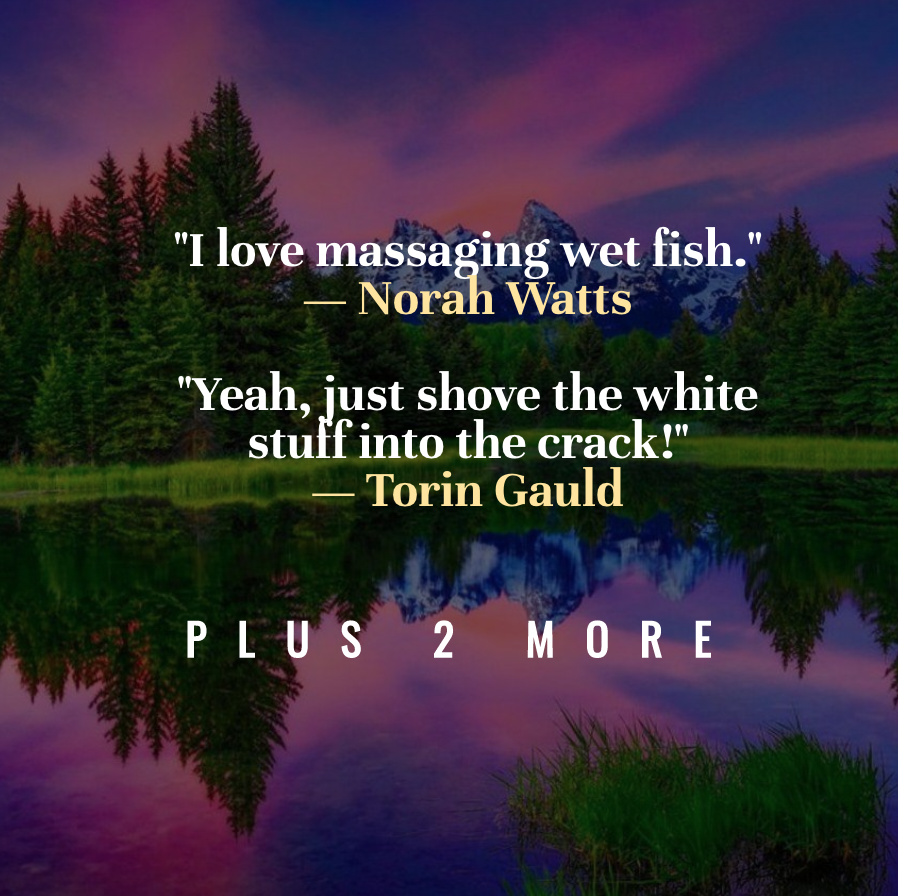 "I love massaging wet fish."
— Norah Watts
"Yeah, just shove the white
stuff into the crack!"
— Torin Gauld
PLUS 2 MORE